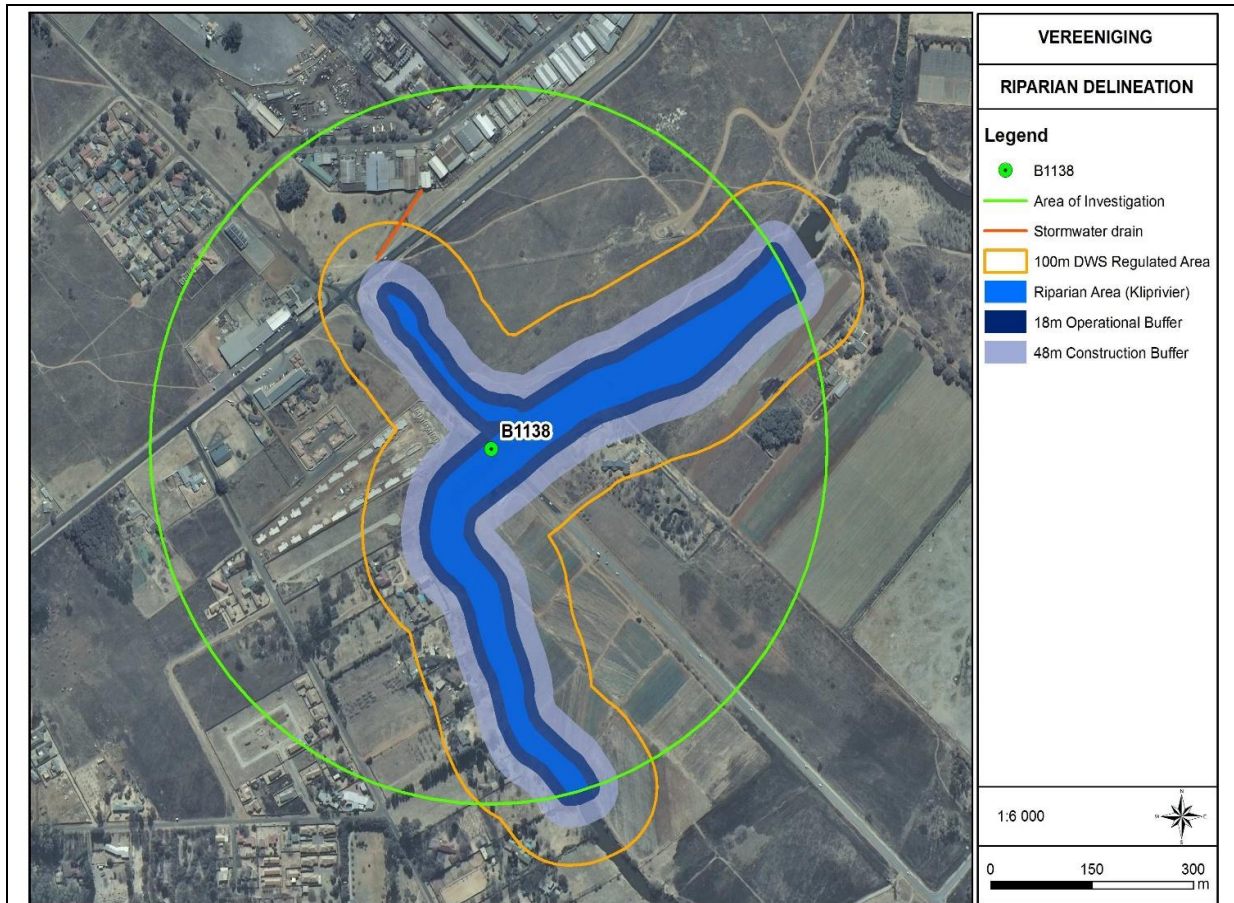 VEREENIGING
RIPARIAN DELINEATION
Legend
B1138
Area of Investigation
Stormwater drain
100m DWS Regulated Area
Riparian Area (Kliprivier)
18m Operational Buffer
48m Construction Buffer
B1138
1:6 000
N
W E
S
0 150 300
m